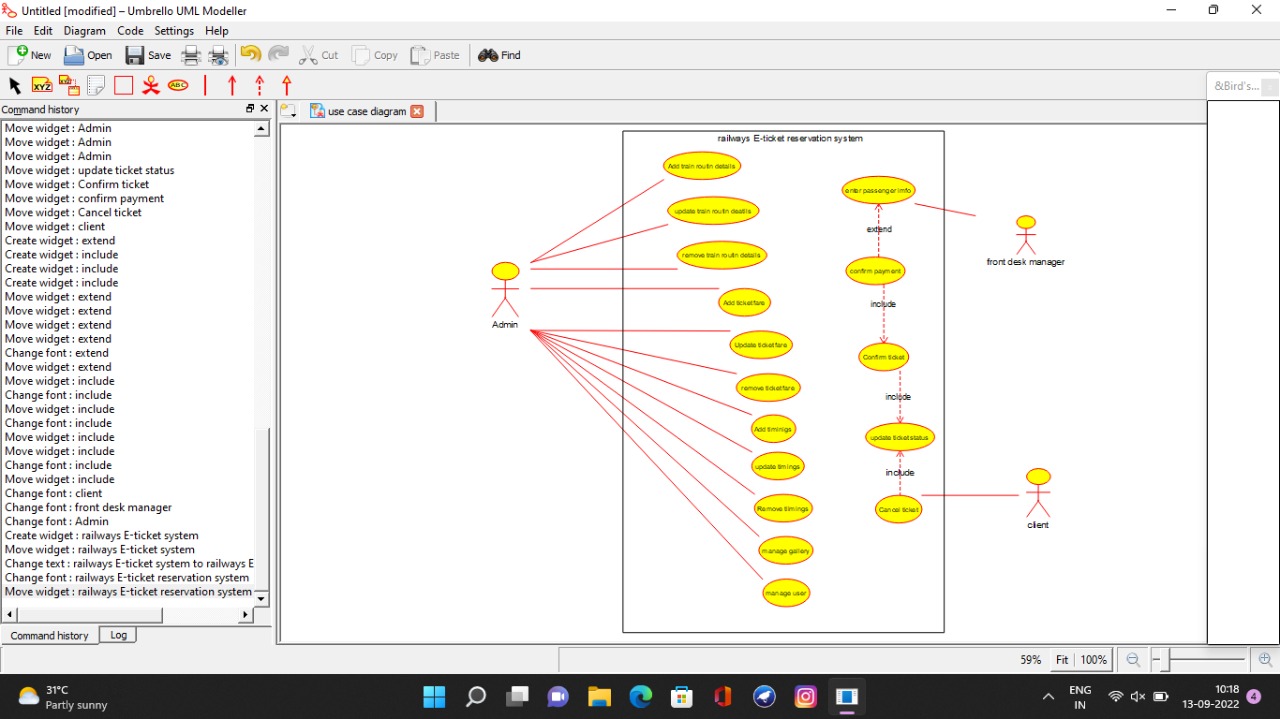 Untitled [modified] – Umbrello UML Modeller
File Edit Diagram Code Settings Help
New Open Save Cut Copy Paste Find
XYZ ABC
&Bird's...
Command history
use case diagram
Move widget : Admin
Move widget : Admin
Move widget : Admin
Move widget : update ticket status
Move widget : Confirm ticket
Move widget : confirm payment
Move widget : Cancel ticket
Move widget : client
Create widget : extend
Create widget : include
Create widget : include
Create widget : include
Move widget : extend
Move widget : extend
Move widget : extend
Move widget : extend
Change font : extend
Move widget : extend
Move widget : include
Change font : include
Move widget : include
Change font : include
Move widget : include
Move widget : include
Change font : include
Move widget : include
Change font : client
Change font : front desk manager
Change font : Admin
Create widget : railways E-ticket system
Move widget : railways E-ticket system
Change text : railways E-ticket system to railways E
Change font : railways E-ticket reservation system
Move widget : railways E-ticket reservation system
Command history Log
railways E-ticket reservation system
Add train routn details
update train routn deatils
remove train routn details
Add ticketfare
Update ticketfare
remove ticketfare
Add timinigs
update timings
Remove timings
manage gallery
manage user
Admin
enter passenger imfo
extend
confirm payment
include
Confirm ticket
include
update ticket status
include
Cancel ticket
front desk manager
client
59% Fit 100%
31°C
Partly sunny
ENG
IN
10:18
13-09-2022
4